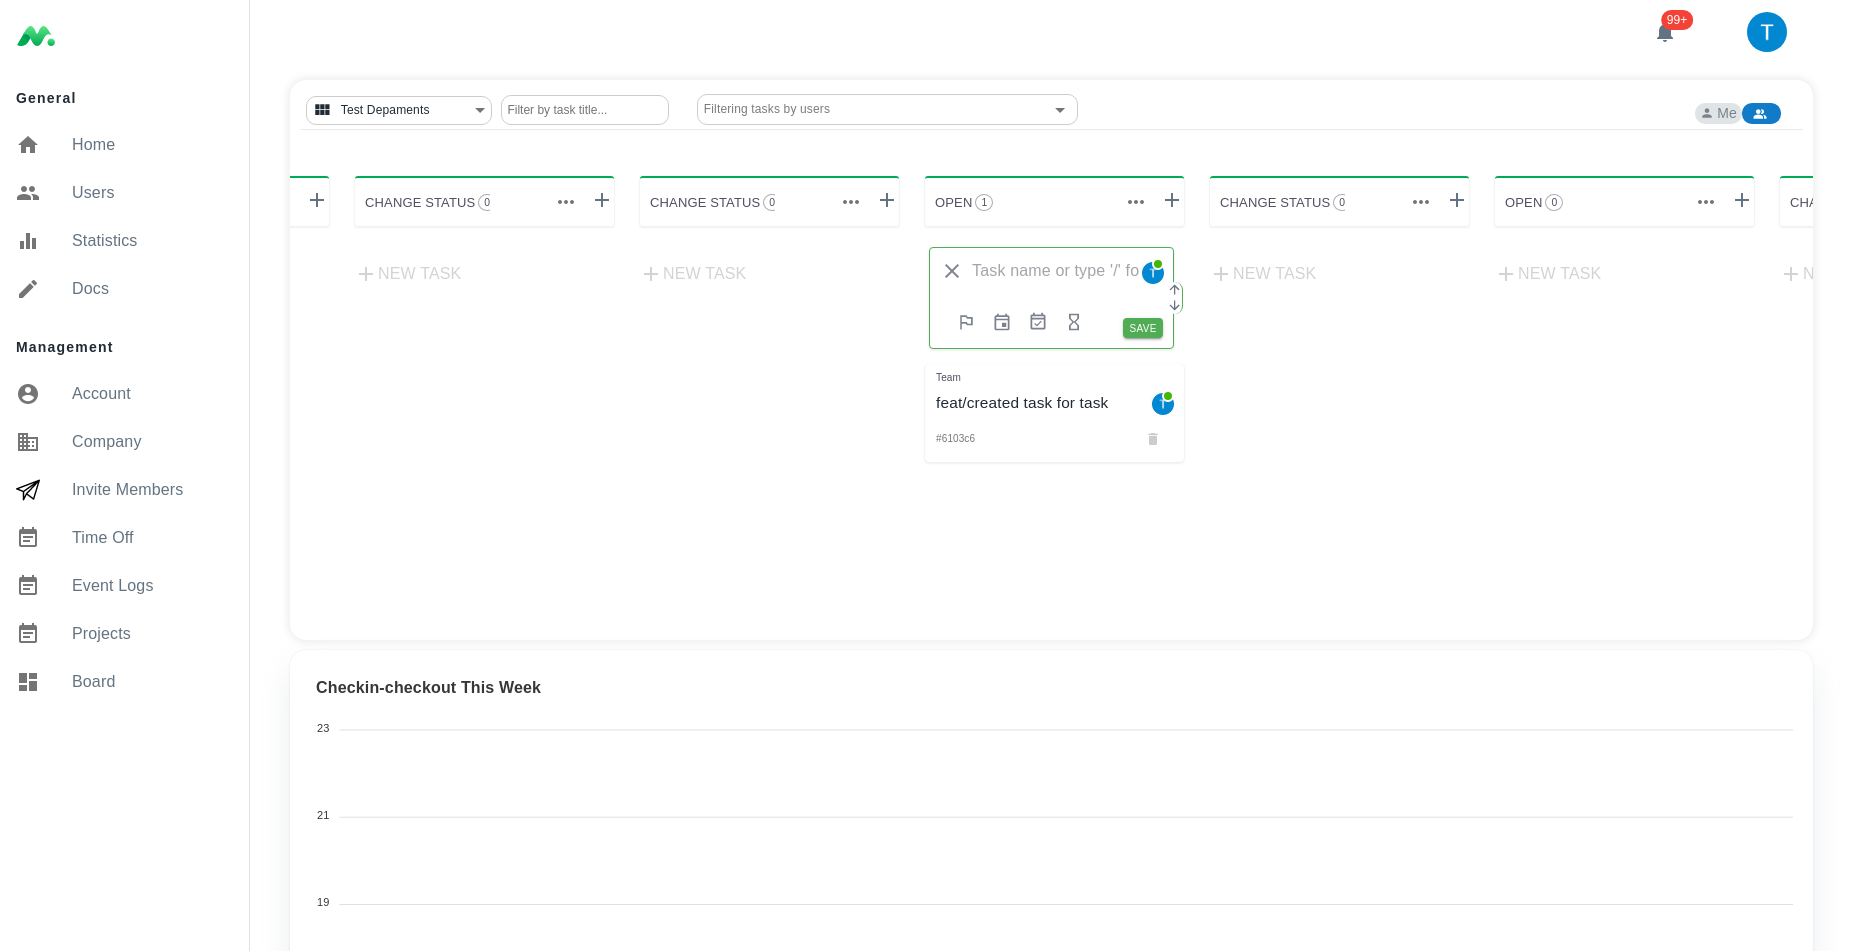 99+
T
General
Home
Users
Statistics
Docs
Management
Account
Company
Invite Members
Time Off
Event Logs
Projects
Board
Test Depaments
Filter by task title...
Filtering tasks by users
Me
CHANGE STATUS 0
CHANGE STATUS 0
OPEN 1
CHANGE STATUS 0
OPEN 0
CHA
NEW TASK
NEW TASK
Task name or type '/' fo
T
SAVE
NEW TASK
NEW TASK
N
Team
feat/created task for task
T
#6103c6
Checkin-checkout This Week
23
21
19